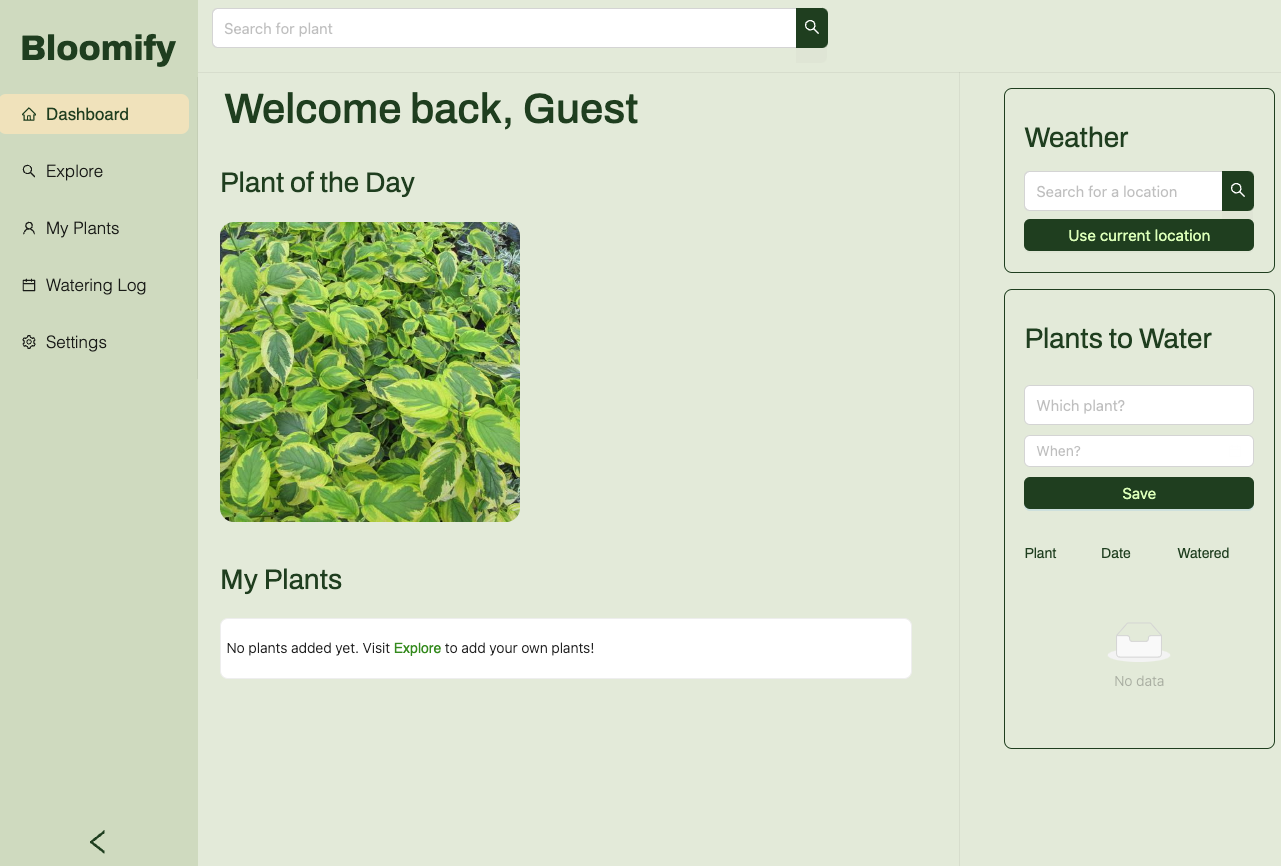 Bloomify
Search for plant
Dashboard
Explore
My Plants
Watering Log
Settings
Welcome back, Guest
Plant of the Day
My Plants
No plants added yet. Visit Explore to add your own plants!
Weather
Search for a location
Use current location
Plants to Water
Which plant?
When?
Save
Plant Date Watered
No data